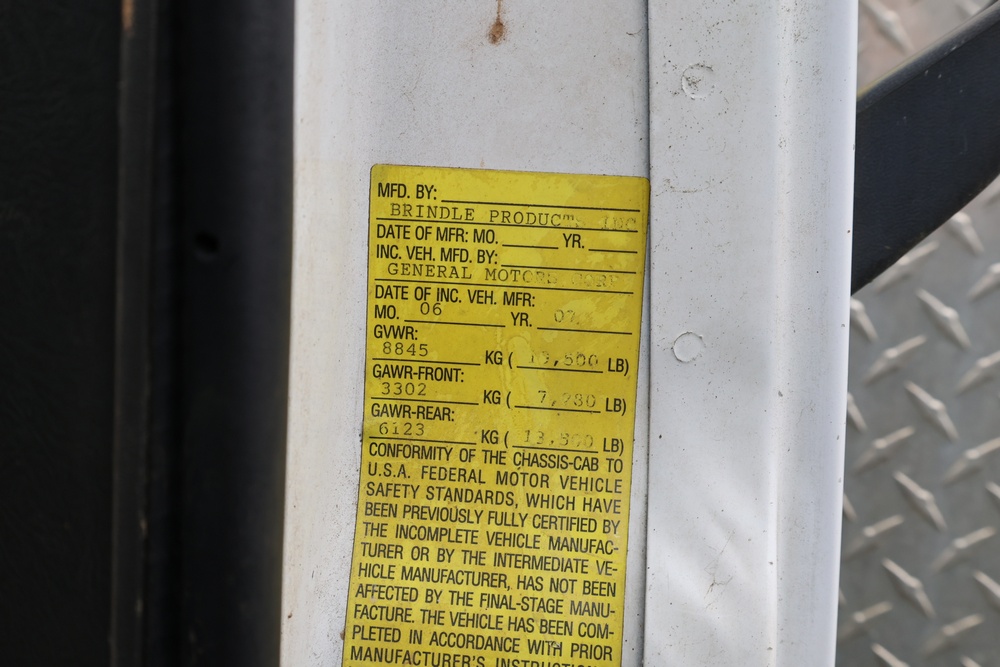 MFD. BY:
BRINDLE PRODUCTS INC
DATE OF MFR: MO. YR.
INC. VEH. MFD. BY:
GENERAL MOTORS CORP
DATE OF INC. VEH. MFR:
MO. 06 YR. 07
GVWR:
8845 KG ( LB)
GAWR-FRONT:
3302 KG ( 7,280 LB)
GAWR-REAR:
6123 KG ( 13,500 LB)
CONFORMITY OF THE CHASSIS-CAB TO
U.S.A. FEDERAL MOTOR VEHICLE
SAFETY STANDARDS, WHICH HAVE
BEEN PREVIOUSLY FULLY CERTIFIED BY
THE INCOMPLETE VEHICLE MANUFAC-
TURER OR BY THE INTERMEDIATE VE-
HICLE MANUFACTURER, HAS NOT BEEN
AFFECTED BY THE FINAL-STAGE MANU-
FACTURE. THE VEHICLE HAS BEEN COM-
PLETED IN ACCORDANCE WITH PRIOR
MANUFACTURER'S